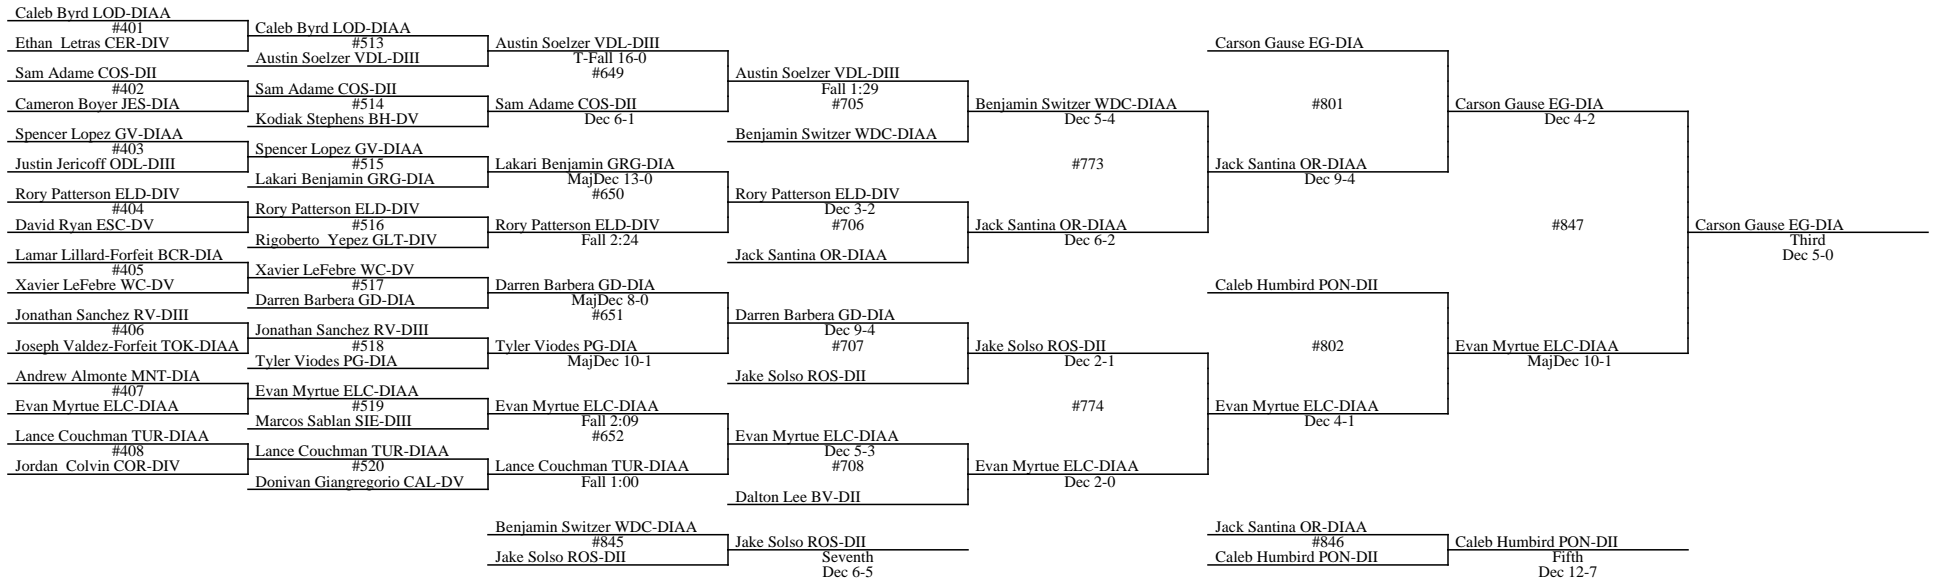 Caleb Byrd LOD-DIAA
#401
Ethan Letras CER-DIV
Sam Adame COS-DII
#402
Cameron Boyer JES-DIA
Spencer Lopez GV-DIAA
#403
Justin Jericoff ODL-DIII
Rory Patterson ELD-DIV
#404
David Ryan ESC-DV
Lamar Lillard-Forfeit BCR-DIA
#405
Xavier LeFebre WC-DV
Jonathan Sanchez RV-DIII
#406
Joseph Valdez-Forfeit TOK-DIAA
Andrew Almonte MNT-DIA
#407
Evan Myrtue ELC-DIAA
Lance Couchman TUR-DIAA
#408
Jordan Colvin COR-DIV
Caleb Byrd LOD-DIAA
#513
Austin Soelzer VDL-DIII
Sam Adame COS-DII
#514
Kodiak Stephens BH-DV
Spencer Lopez GV-DIAA
#515
Lakari Benjamin GRG-DIA
Rory Patterson ELD-DIV
#516
Rigoberto Yepez GLT-DIV
Xavier LeFebre WC-DV
#517
Darren Barbera GD-DIA
Jonathan Sanchez RV-DIII
#518
Tyler Viodes PG-DIA
Evan Myrtue ELC-DIAA
#519
Marcos Sablan SIE-DIII
Lance Couchman TUR-DIAA
#520
Donivan Giangregorio CAL-DV
Austin Soelzer VDL-DIII
T-Fall 16-0
#649
Sam Adame COS-DII
Dec 6-1
Lakari Benjamin GRG-DIA
MajDec 13-0
#650
Rory Patterson ELD-DIV
Fall 2:24
Darren Barbera GD-DIA
MajDec 8-0
#651
Tyler Viodes PG-DIA
MajDec 10-1
Evan Myrtue ELC-DIAA
Fall 2:09
#652
Lance Couchman TUR-DIAA
Fall 1:00
Austin Soelzer VDL-DIII
Fall 1:29
#705
Benjamin Switzer WDC-DIAA
Rory Patterson ELD-DIV
Dec 3-2
#706
Jack Santina OR-DIAA
Darren Barbera GD-DIA
Dec 9-4
#707
Jake Solso ROS-DII
Evan Myrtue ELC-DIAA
Dec 5-3
#708
Dalton Lee BV-DII
Benjamin Switzer WDC-DIAA
Dec 5-4
#773
Jack Santina OR-DIAA
Dec 6-2
Jake Solso ROS-DII
Dec 2-1
#774
Evan Myrtue ELC-DIAA
Dec 2-0
Carson Gause EG-DIA
#801
Jack Santina OR-DIAA
Dec 9-4
Caleb Humbird PON-DII
#802
Evan Myrtue ELC-DIAA
Dec 4-1
Carson Gause EG-DIA
Dec 4-2
#847
Evan Myrtue ELC-DIAA
MajDec 10-1
Carson Gause EG-DIA
Third
Dec 5-0
Benjamin Switzer WDC-DIAA
#845
Jake Solso ROS-DII
Jake Solso ROS-DII
Seventh
Dec 6-5
Jack Santina OR-DIAA
#846
Caleb Humbird PON-DII
Caleb Humbird PON-DII
Fifth
Dec 12-7